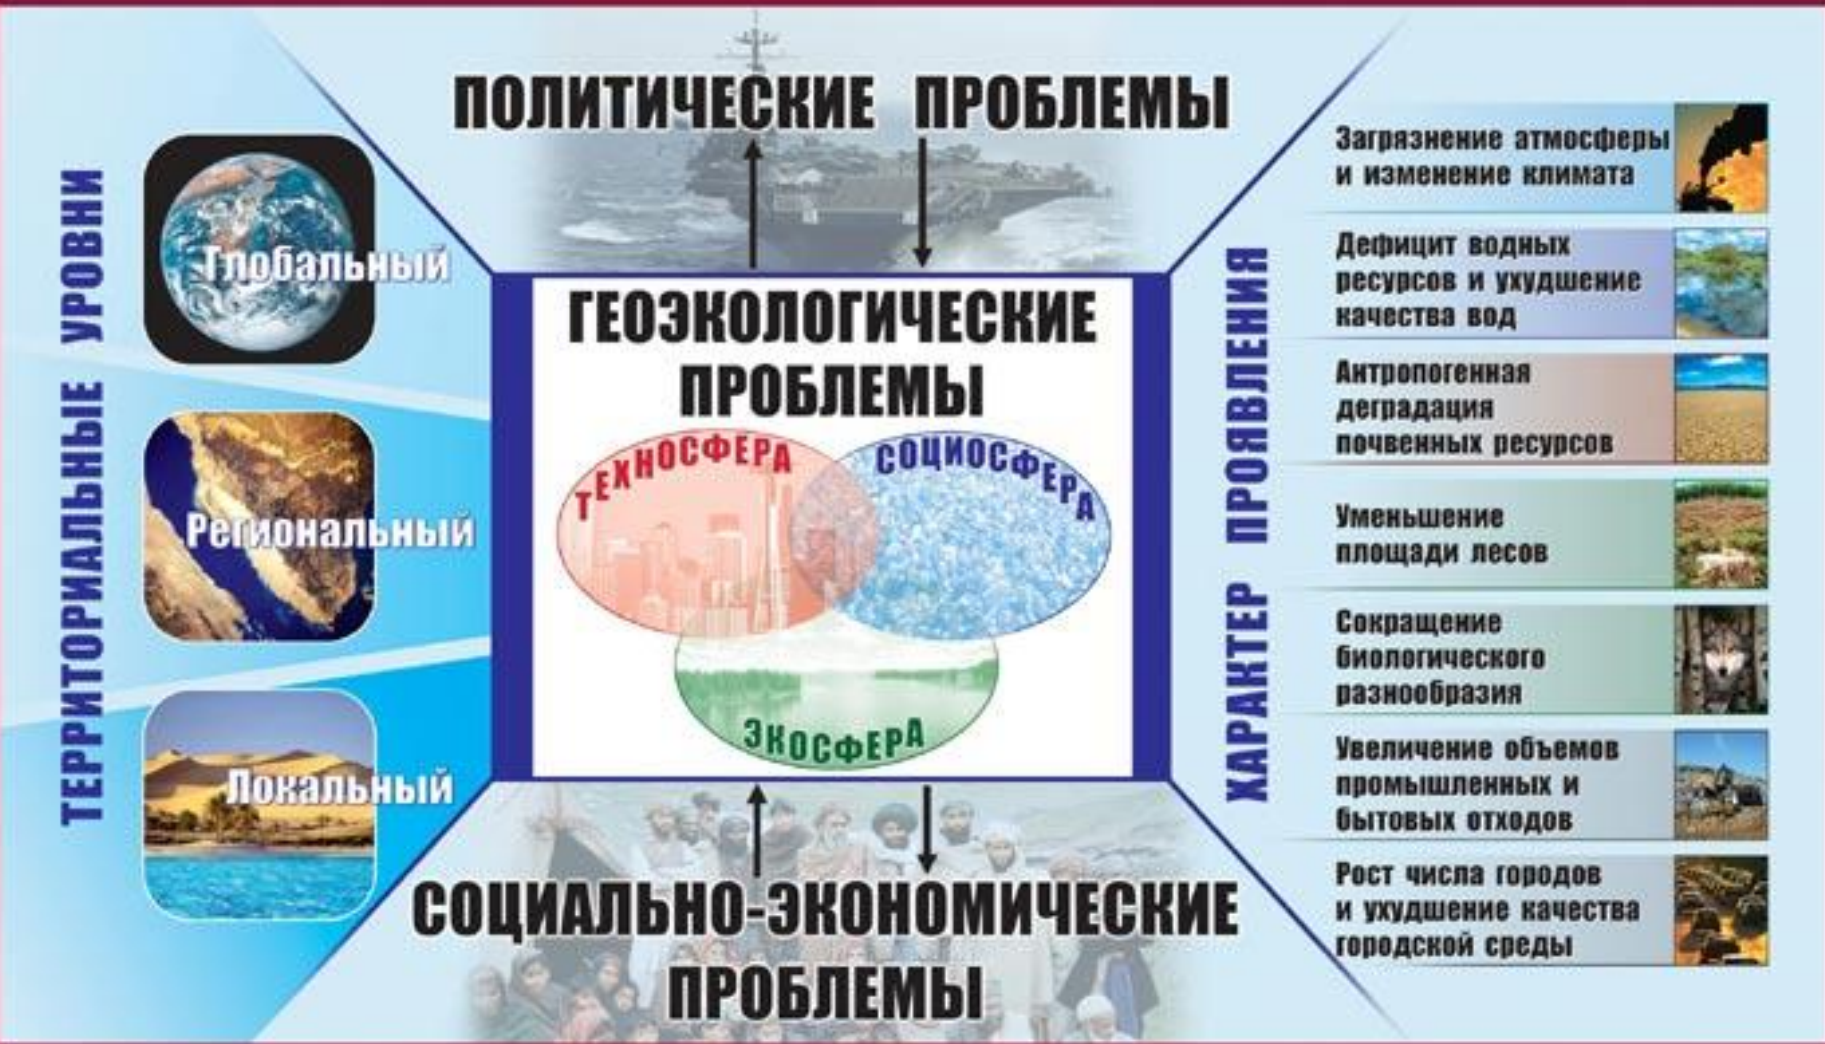 ПОЛИТИЧЕСКИЕ ПРОБЛЕМЫ
ТЕРРИТОРИАЛЬНЫЕ УРОВНИ
Глобальный
Региональный
Локальный
ГЕОЭКОЛОГИЧЕСКИЕ
ПРОБЛЕМЫ
ТЕХНОСФЕРА
СОЦИОСФЕРА
ЭКОСФЕРА
СОЦИАЛЬНО-ЭКОНОМИЧЕСКИЕ
ПРОБЛЕМЫ
ХАРАКТЕР ПРОЯВЛЕНИЯ
Загрязнение атмосферы
и изменение климата
Дефицит водных
ресурсов и ухудшение
качества вод
Антропогенная
деградация
почвенных ресурсов
Уменьшение
площади лесов
Сокращение
биологического
разнообразия
Увеличение объемов
промышленных и
бытовых отходов
Рост числа городов
и ухудшение качества
городской среды